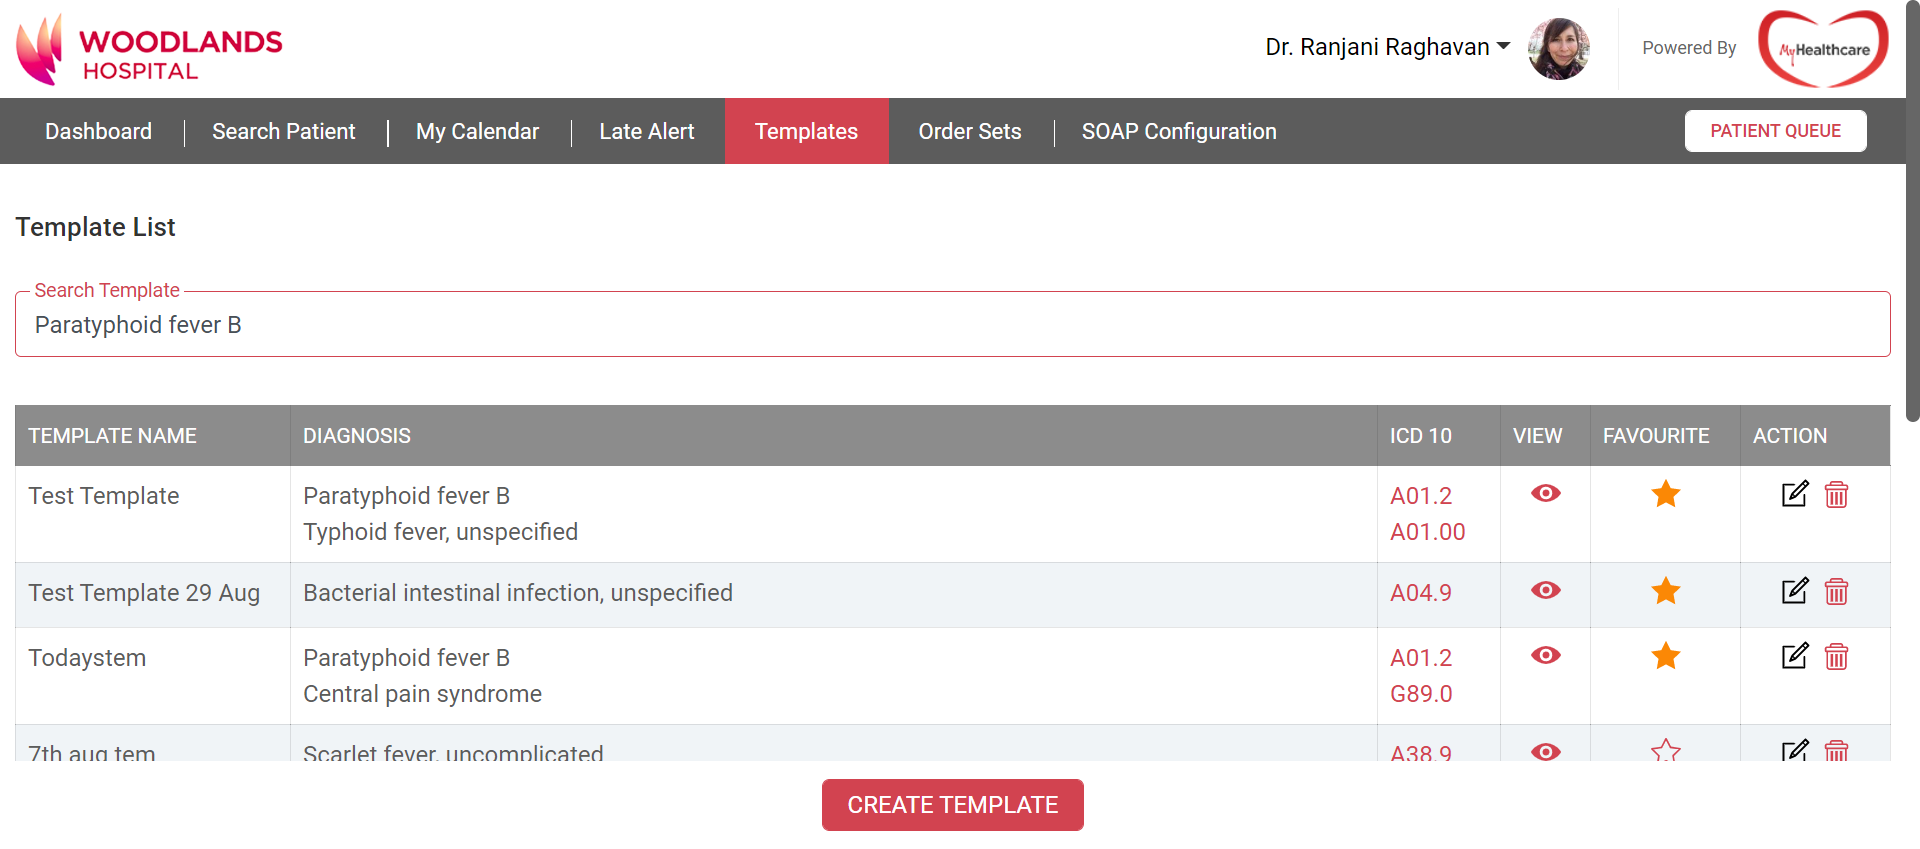 WOODLANDS
HOSPITAL
Dr. Ranjani Raghavan
Powered By
MyHealthcare
Dashboard
Search Patient
My Calendar
Late Alert
Templates
Order Sets
SOAP Configuration
PATIENT QUEUE
Template List
Search Template
Paratyphoid fever B
TEMPLATE NAME
DIAGNOSIS
ICD 10
VIEW
FAVOURITE
ACTION
Test Template
Paratyphoid fever B
A01.2
Typhoid fever, unspecified
A01.00
Test Template 29 Aug
Bacterial intestinal infection, unspecified
A04.9
Todaystem
Paratyphoid fever B
A01.2
Central pain syndrome
G89.0
7th aug tem
Scarlet fever, uncomplicated
A38.9
CREATE TEMPLATE